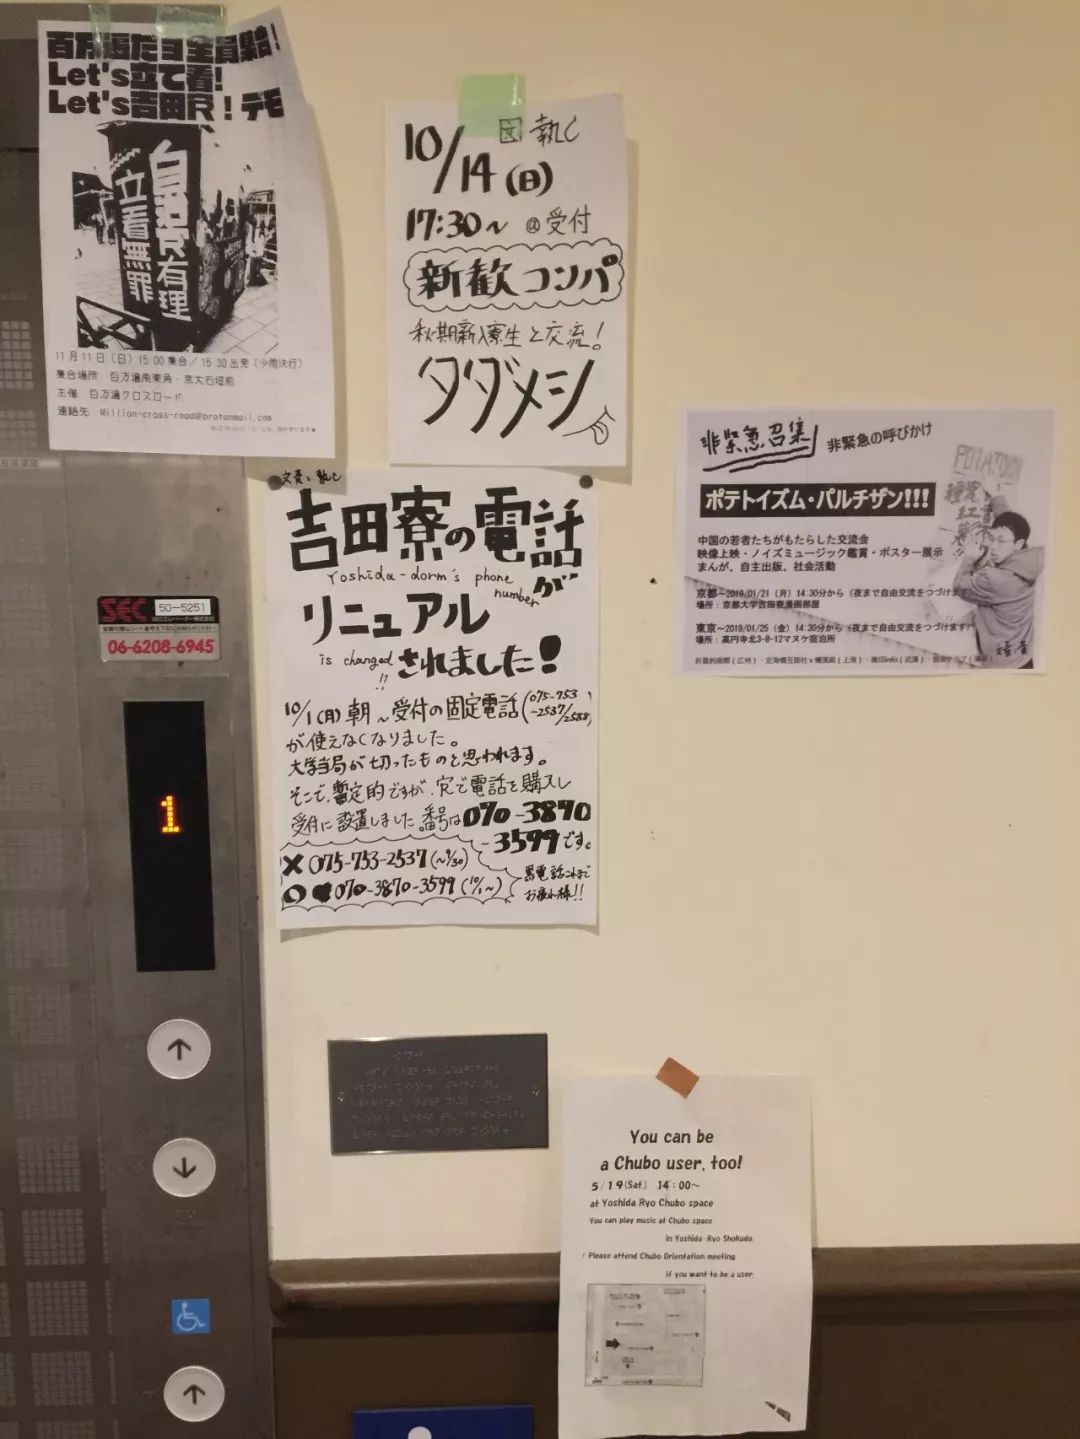 百万遍だヨ全員集合!
Let's立て看!
Let's吉田寮!デモ
自治寮有理
立看無罪
11月11日(日)15:00集合/15:30出発(少雨決行)
集合場所 百万遍南東角・京大石垣前
主催 百万遍クロスロード
連絡先 Million-cross-road@protonmail.com
10/14(日)
17:30~ @受付
新歓コンパ
秋期新入寮生と交流!
タダメシ
吉田寮の電話が
Yoshida-dorm's phone number
リニューアル
is changed!!
されました!
10/1(月)朝~受付の固定電話(075-753-2537/2538)
が使えなくなりました。
大学当局が切ったものと思われます。
そこで、暫定的ですが、穴で電話を購入し
受付に設置しました。番号は070-3870
-3599です。
×075-753-2537(~9/30)
○070-3870-3599(10/1~)
黒電話これまで
お疲れ様!!
非緊急召集
非緊急の呼びかけ
ポテトイズム・パルチザン!!!
中国の若者たちがもたらした交流会
映像上映・ノイズミュージック鑑賞・ポスター展示
まんが、自主出版、社会活動
京都~2019/01/21(月)14:30分から(夜まで自由交流をつづけます)
場所:京都大学吉田寮漫画部屋
東京~2019/01/25(金)14:30分から(夜まで自由交流をつづけます)
場所:高円寺北3-8-12マヌケ宿泊所
POTATOISM
SEC
50-5251
SECエレベーター株式会社
06-6208-6945
1
You can be
a Chubo user, too!
5/19(Sat.) 14:00~
at Yoshida Ryo Chubo space
You can play music at Chubo space
in Yoshida-Ryo Shokudo.
Please attend Chubo Orientation meeting
if you want to be a user.